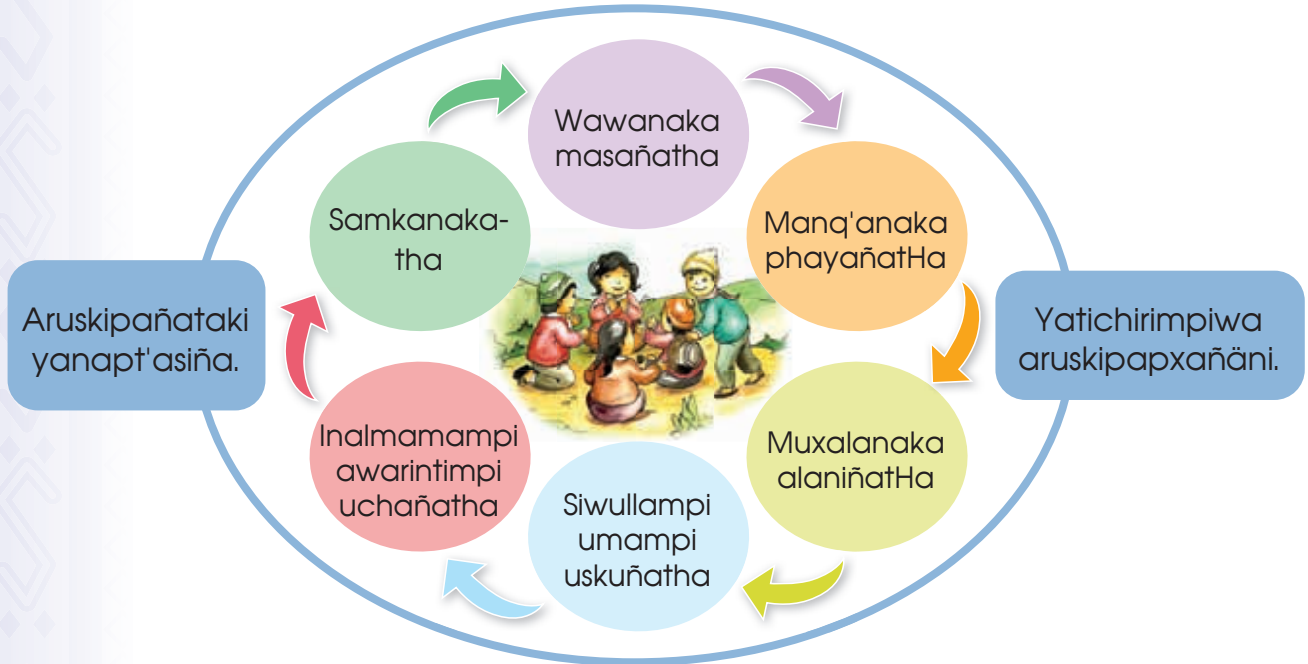 Wawanaka
masañatha
Manq'anaka
phayañatHa
Muxalanaka
alaniñatHa
Siwullampi
umampi
uskuñatha
Inalmamampi
awarintimpi
uchañatha
Samkanaka-
tha
Aruskipañataki
yanapt'asiña.
Yatichirimpiwa
aruskipapxañäni.